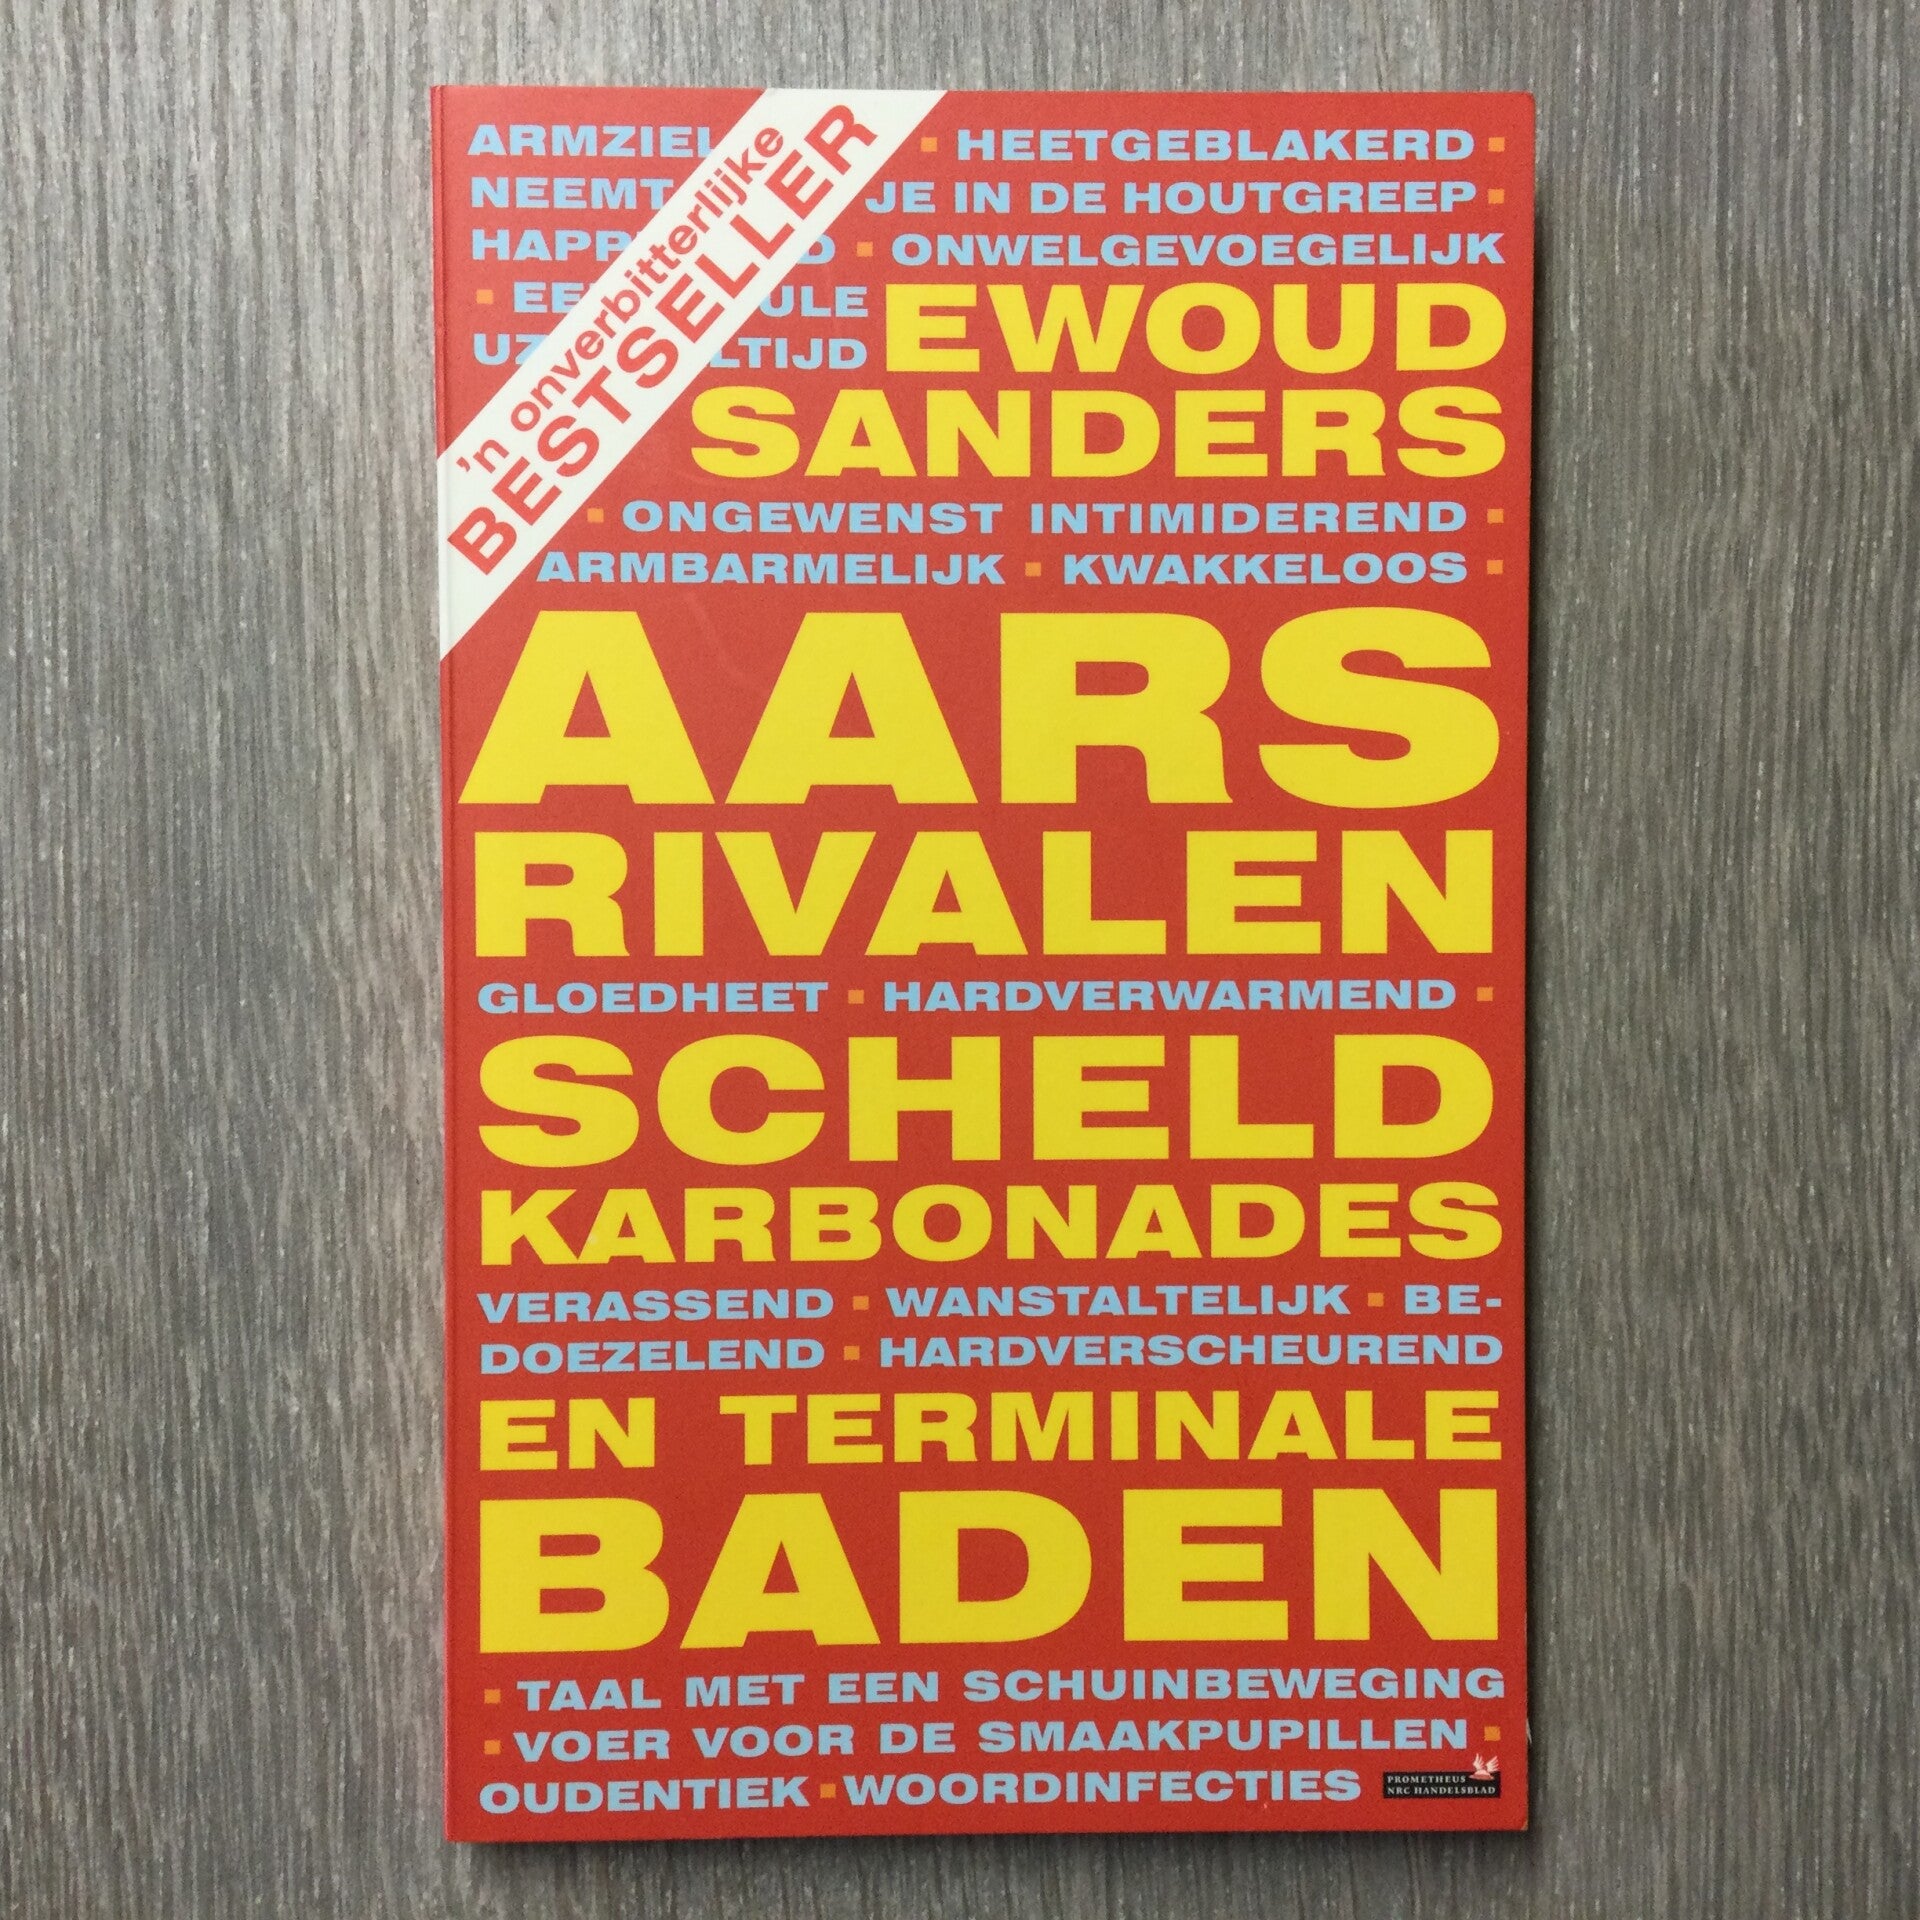 'n onverbitterlijke
BESTSELLER
▪ HEETGEBLAKERD ▪
NEEMT JE IN DE HOUTGREEP ▪
▪ ONWELGEVOEGELIJK
EWOUD
SANDERS
▪ ONGEWENST INTIMIDEREND ▪
ARMBARMELIJK ▪ KWAKKELOOS ▪
AARS
RIVALEN
GLOEDHEET ▪ HARDVERWARMEND ▪
SCHELD
KARBONADES
VERASSEND ▪ WANSTALTELIJK ▪ BE-
DOEZELEND ▪ HARDVERSCHEUREND
EN TERMINALE
BADEN
▪ TAAL MET EEN SCHUINBEWEGING
▪ VOER VOOR DE SMAAKPUPILLEN ▪
OUDENTIEK ▪ WOORDINFECTIES
PROMETHEUS
NRC HANDELSBLAD